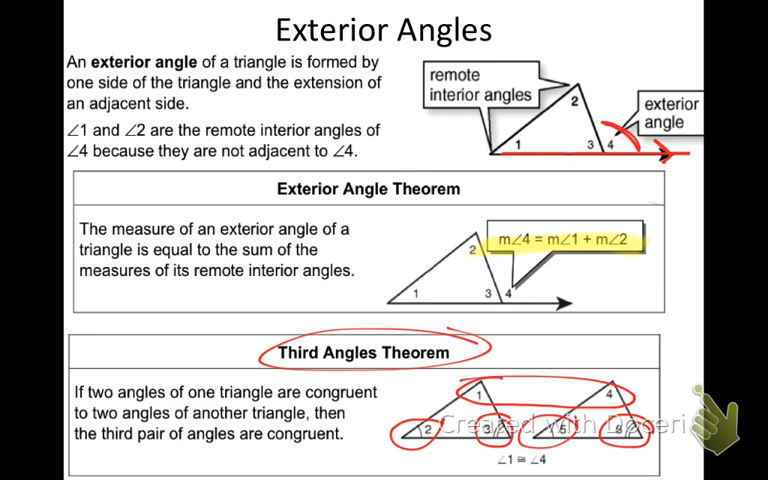 Exterior Angles
An exterior angle of a triangle is formed by
one side of the triangle and the extension of
an adjacent side.
∠1 and ∠2 are the remote interior angles of
∠4 because they are not adjacent to ∠4.
remote
interior angles
exterior
angle
2
1
3
4
Exterior Angle Theorem
The measure of an exterior angle of a
triangle is equal to the sum of the
measures of its remote interior angles.
m∠4 = m∠1 + m∠2
2
1
3
4
Third Angles Theorem
If two angles of one triangle are congruent
to two angles of another triangle, then
the third pair of angles are congruent.
1
4
2
3
5
6
Created with Doceri
∠1 ≅ ∠4